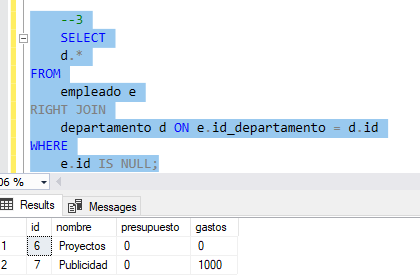 --3
SELECT
d.*
FROM
empleado e
RIGHT JOIN
departamento d ON e.id_departamento = d.id
WHERE
e.id IS NULL;
06 %
Results Messages
id nombre presupuesto gastos
1 6 Proyectos 0 0
2 7 Publicidad 0 1000